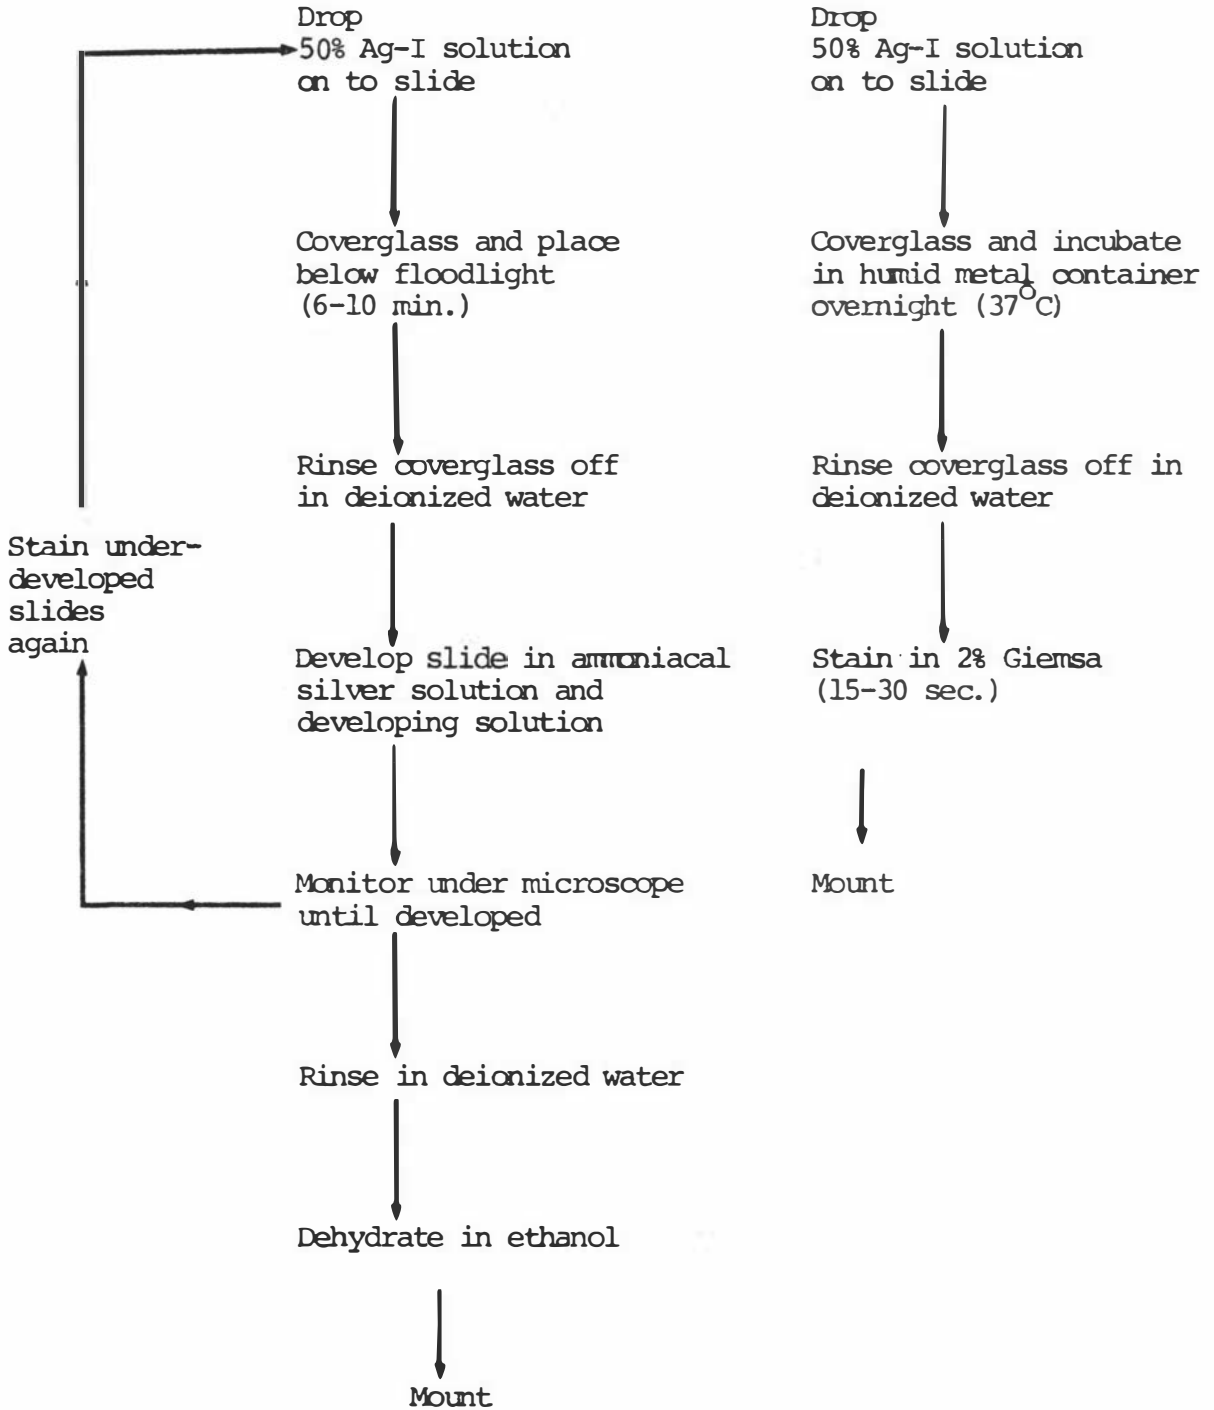 Drop
50% Ag-I solution
on to slide
Coverglass and place
below floodlight
(6-10 min.)
Rinse coverglass off
in deionized water
Develop slide in ammoniacal
silver solution and
developing solution
Monitor under microscope
until developed
Stain under-
developed
slides
again
Rinse in deionized water
Dehydrate in ethanol
Mount
Drop
50% Ag-I solution
on to slide
Coverglass and incubate
in humid metal container
overnight (37°C)
Rinse coverglass off in
deionized water
Stain in 2% Giemsa
(15-30 sec.)
Mount